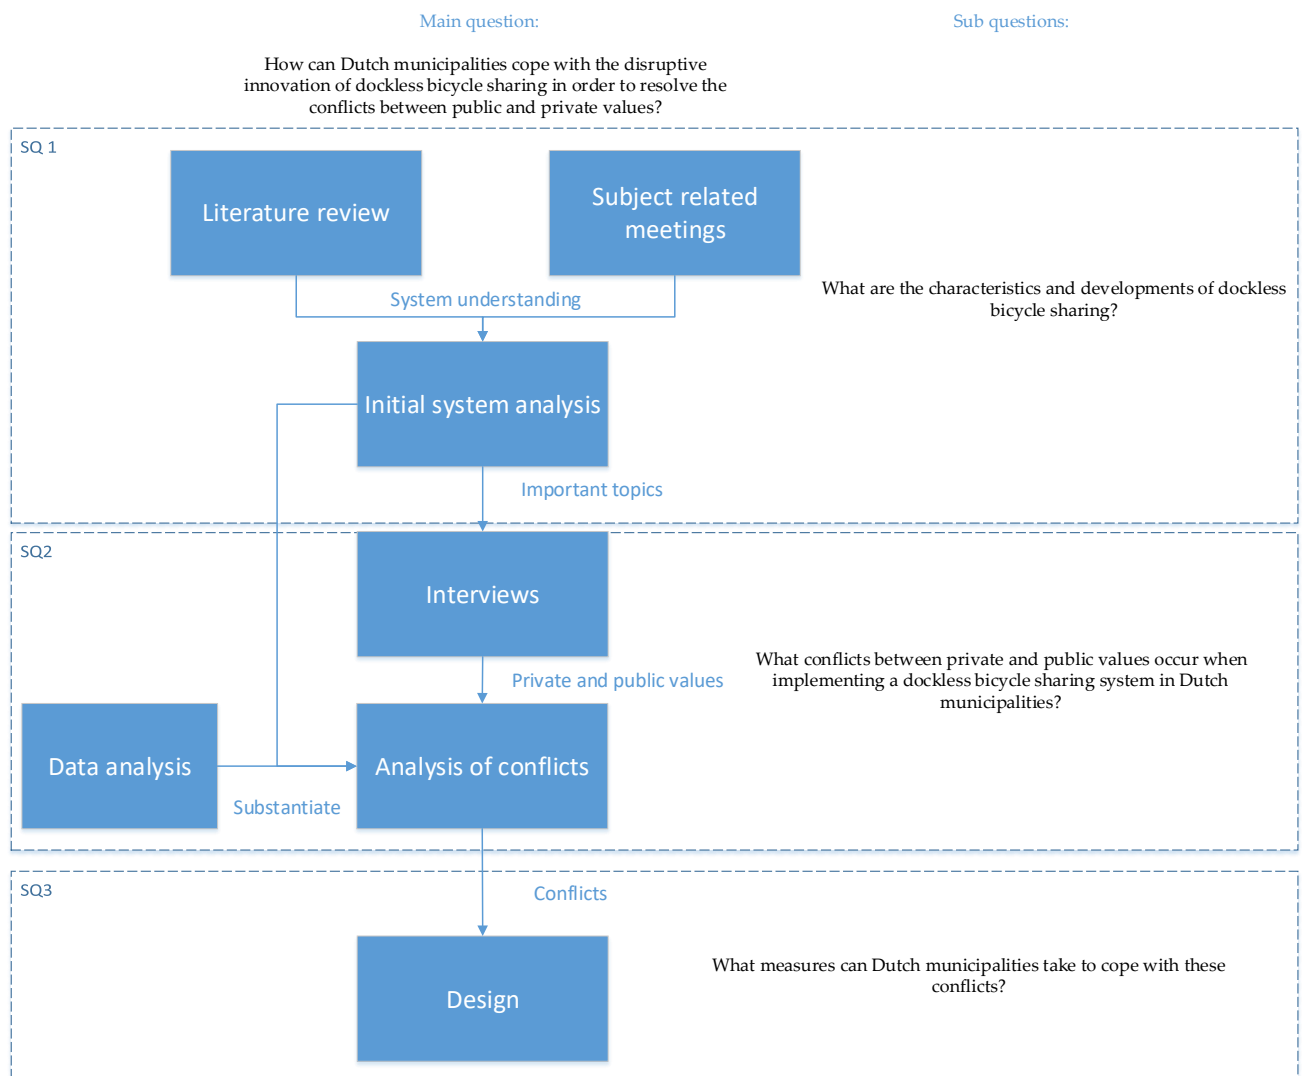 Main question:
Sub questions:
How can Dutch municipalities cope with the disruptive
innovation of dockless bicycle sharing in order to resolve the
conflicts between public and private values?
SQ 1
Literature review
Subject related
meetings
System understanding
What are the characteristics and developments of dockless
bicycle sharing?
Initial system analysis
Important topics
SQ2
Interviews
What conflicts between private and public values occur when
implementing a dockless bicycle sharing system in Dutch
municipalities?
Private and public values
Data analysis
Analysis of conflicts
Substantiate
SQ3
Conflicts
What measures can Dutch municipalities take to cope with these
conflicts?
Design